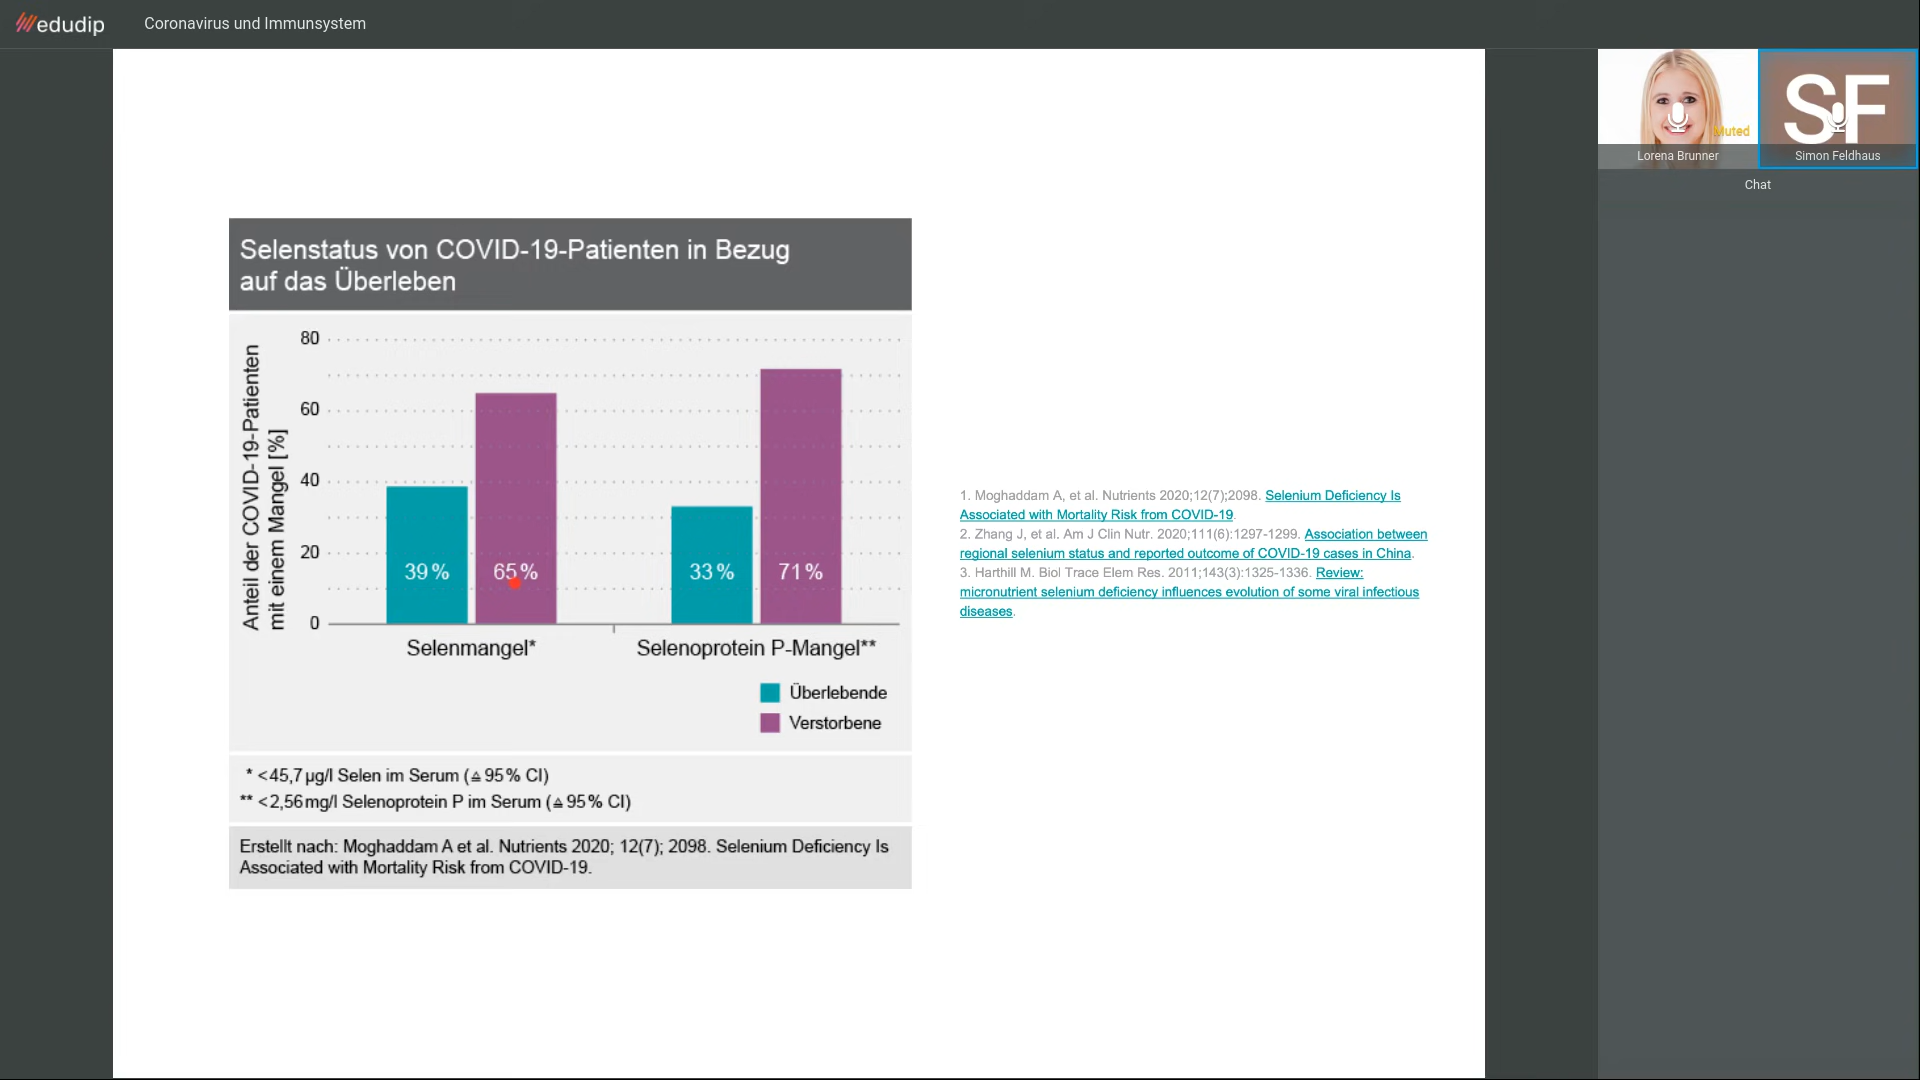 edudip
Coronavirus und Immunsystem
Muted
Lorena Brunner
SF
Simon Feldhaus
Chat
Selenstatus von COVID-19-Patienten in Bezug
auf das Überleben
Anteil der COVID-19-Patienten
mit einem Mangel [%]
80
60
40
20
0
39 %
65 %
33 %
71 %
Selenmangel*
Selenoprotein P-Mangel**
Überlebende
Verstorbene
* <45,7 µg/l Selen im Serum (≙ 95 % CI)
** <2,56 mg/l Selenoprotein P im Serum (≙ 95 % CI)
Erstellt nach: Moghaddam A et al. Nutrients 2020; 12(7); 2098. Selenium Deficiency Is
Associated with Mortality Risk from COVID-19.
1. Moghaddam A, et al. Nutrients 2020;12(7);2098. Selenium Deficiency Is
Associated with Mortality Risk from COVID-19.
2. Zhang J, et al. Am J Clin Nutr. 2020;111(6):1297-1299. Association between
regional selenium status and reported outcome of COVID-19 cases in China.
3. Harthill M. Biol Trace Elem Res. 2011;143(3):1325-1336. Review:
micronutrient selenium deficiency influences evolution of some viral infectious
diseases.